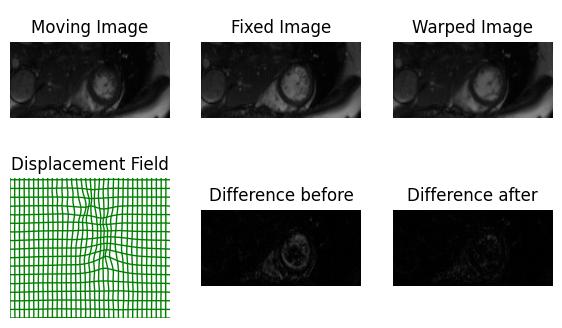 Moving Image
Fixed Image
Warped Image
Displacement Field
Difference before
Difference after